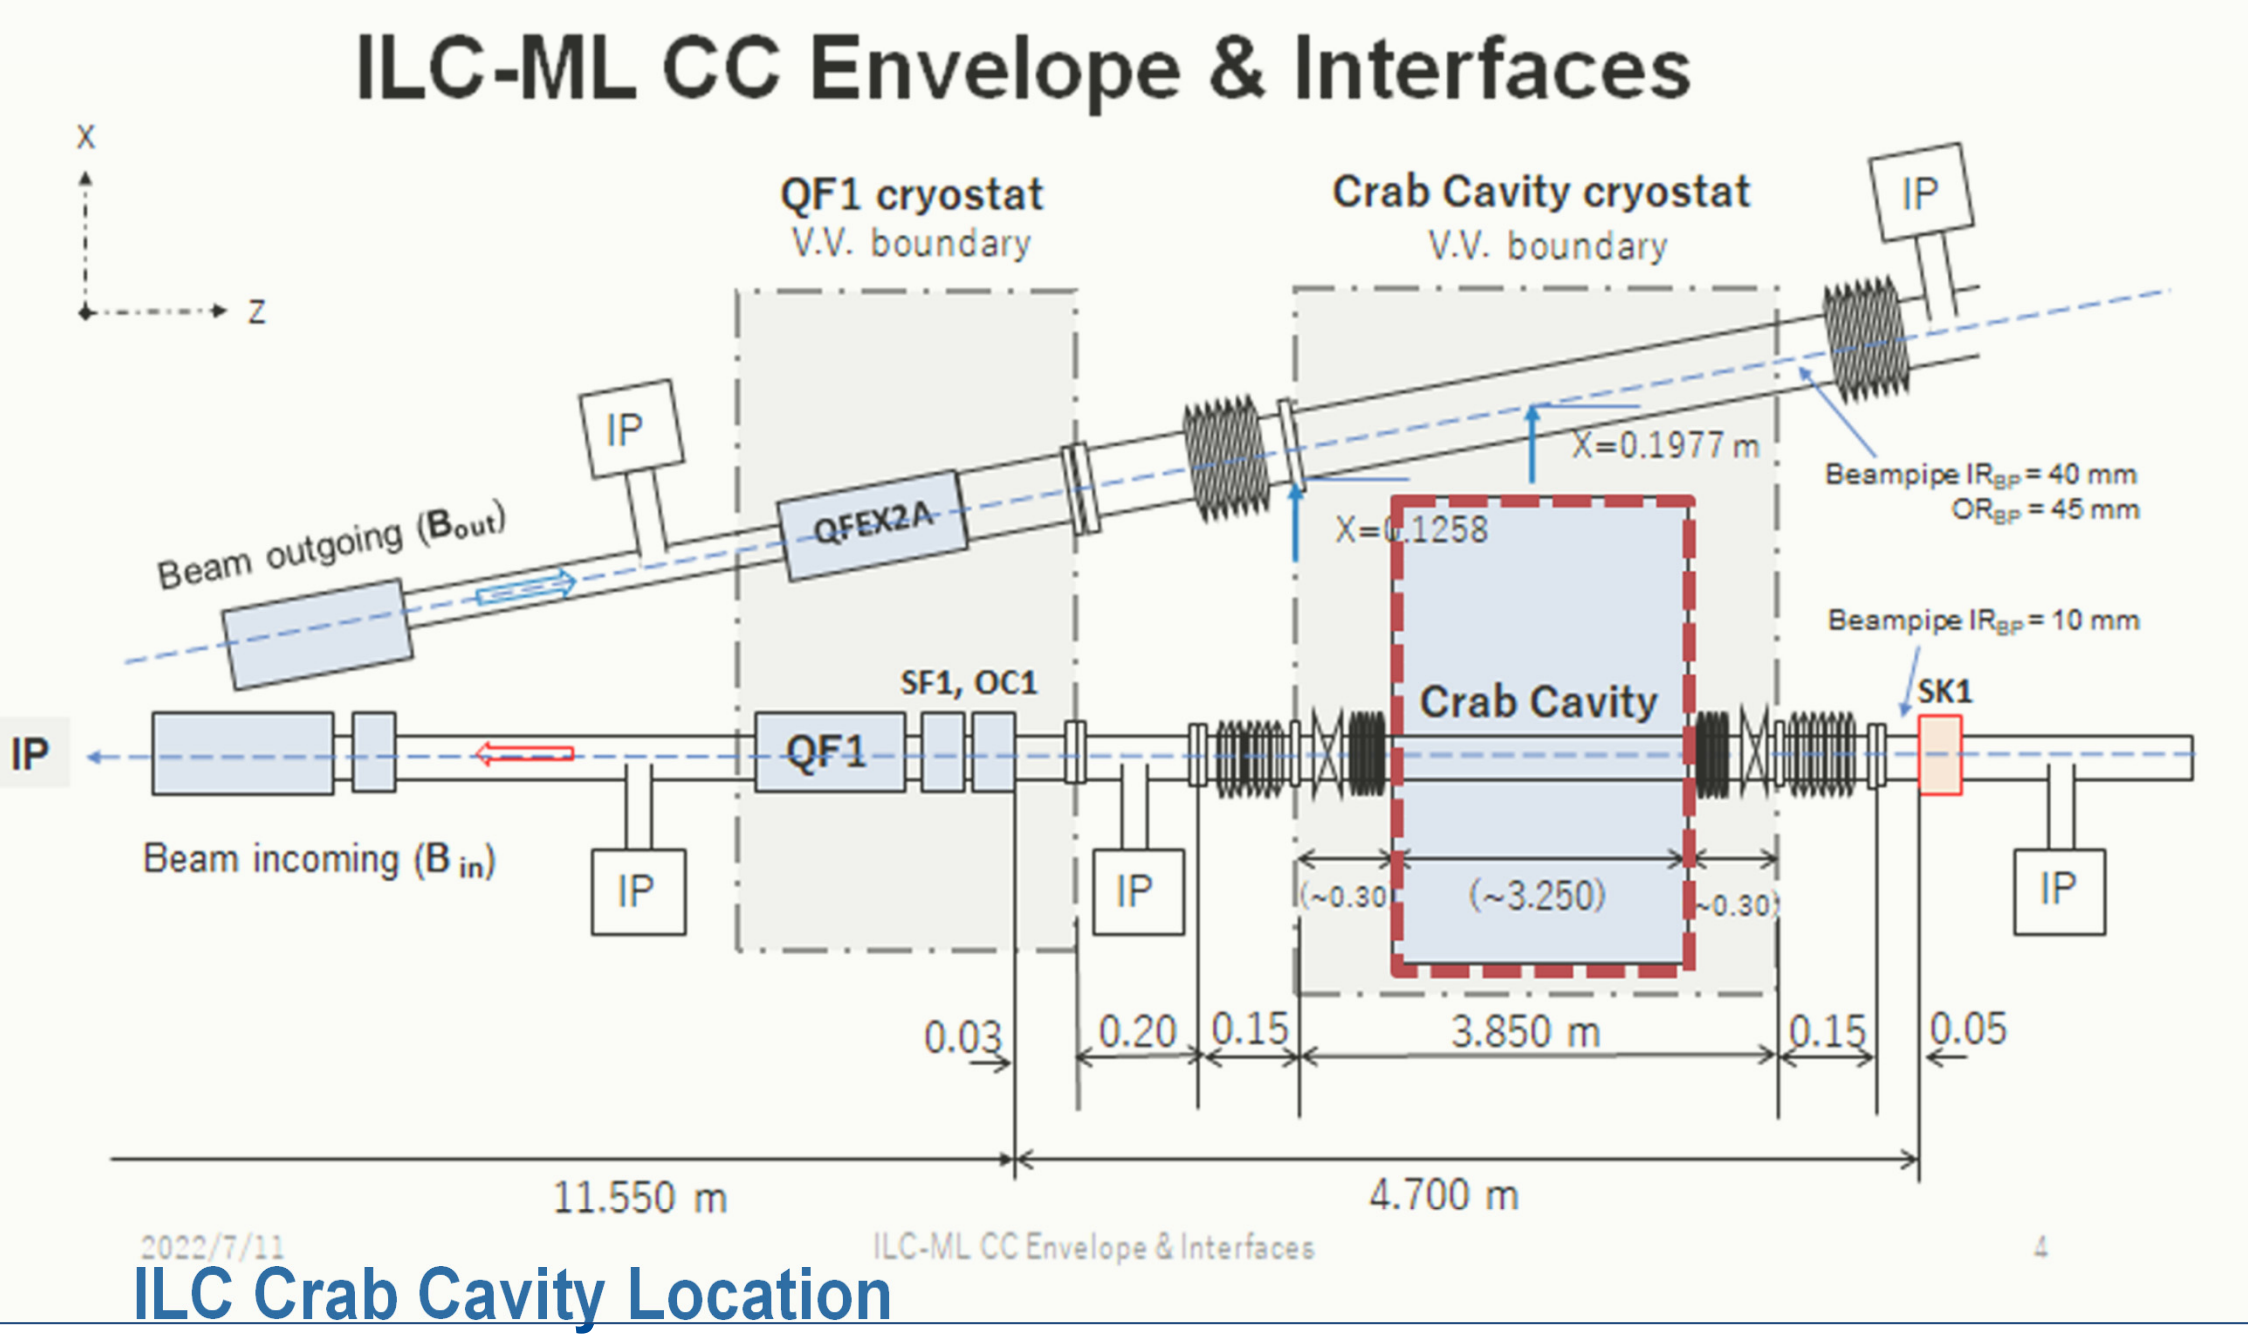 ILC-ML CC Envelope & Interfaces
X
Z
QF1 cryostat
V.V. boundary
Crab Cavity cryostat
V.V. boundary
IP
IP
Beam outgoing (Bout)
QFEX2A
X=0.1977 m
X=0.1258
Beampipe IRBP = 40 mm
ORBP = 45 mm
Beampipe IRBP = 10 mm
SF1, OC1
SK1
Crab Cavity
IP
QF1
Beam incoming (B in)
IP
IP
IP
(~0.30)
(~3.250)
~0.30)
0.03
0.20
0.15
3.850 m
0.15
0.05
11.550 m
4.700 m
2022/7/11
ILC-ML CC Envelope & Interfaces
4
ILC Crab Cavity Location